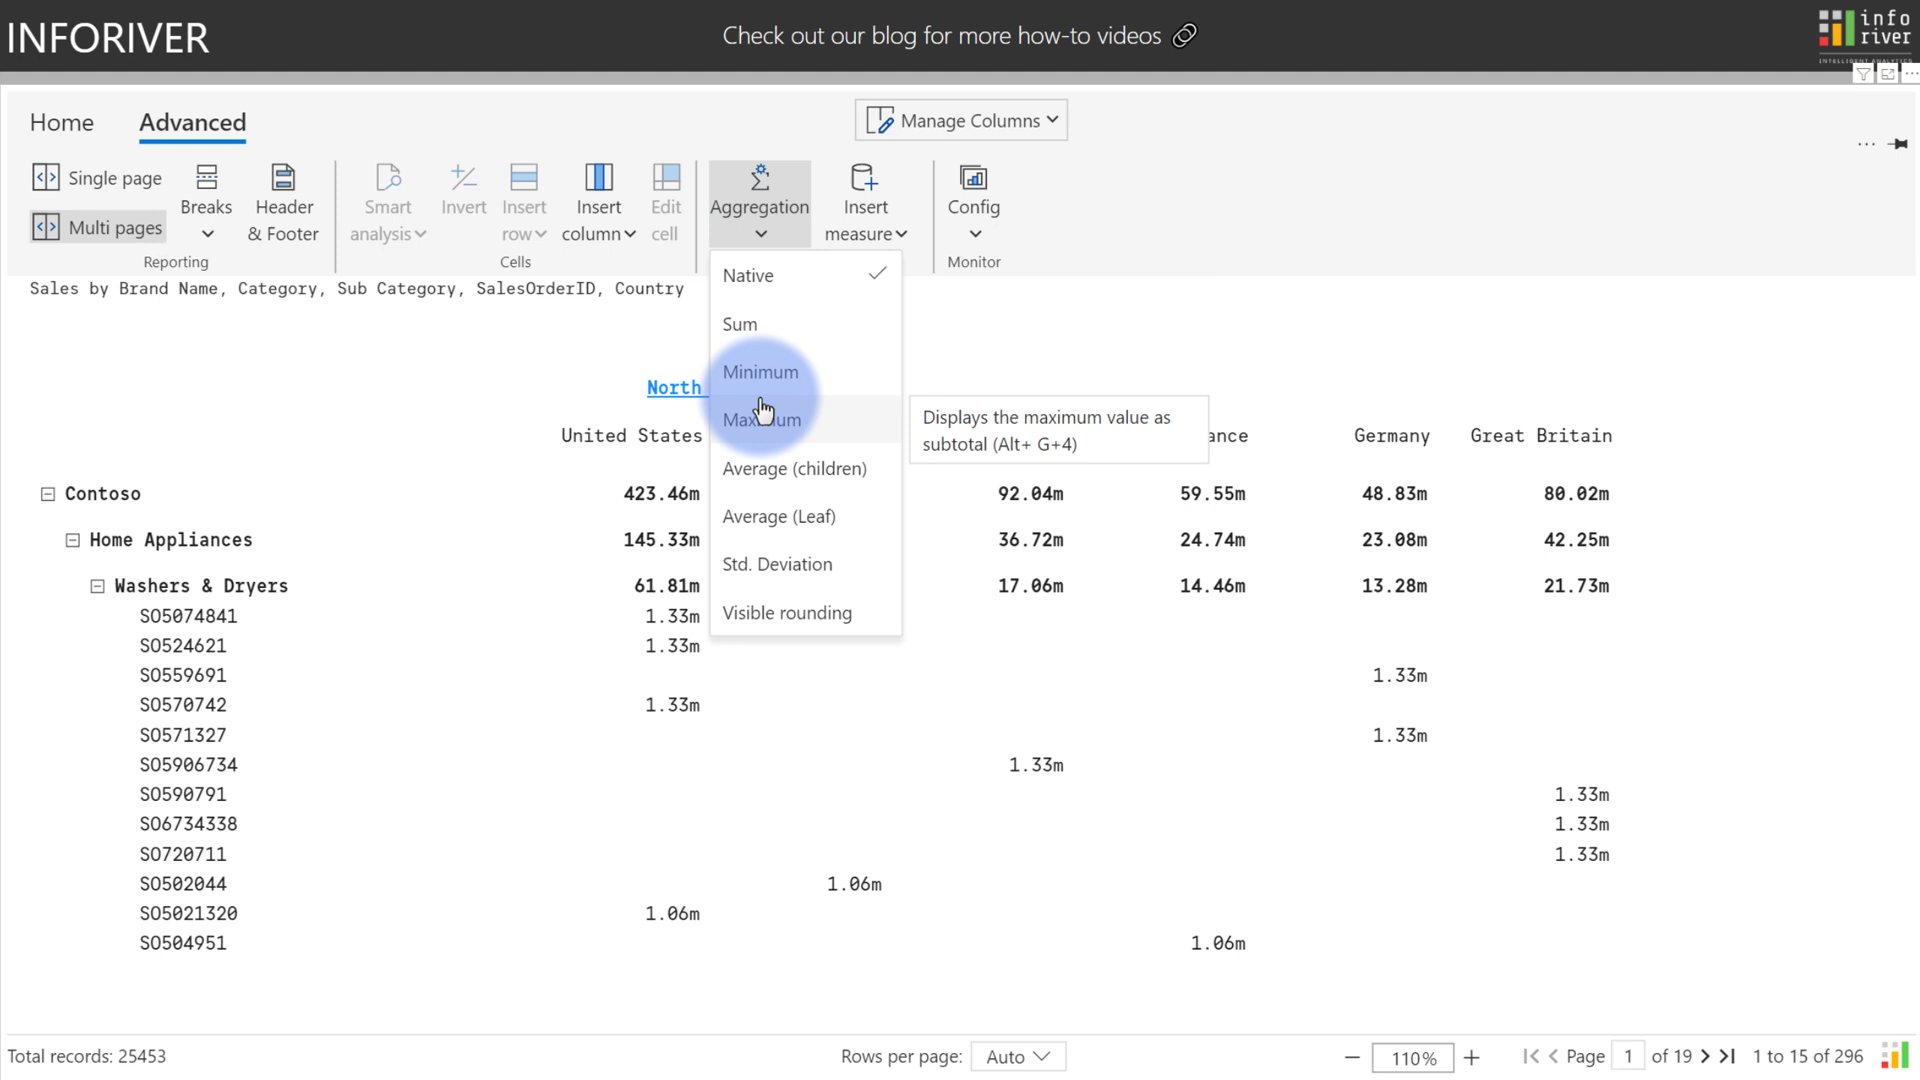 INFORIVER
Check out our blog for more how-to videos
info
river
INTELLIGENT ANALYTICS
Home
Advanced
Manage Columns
Single page
Multi pages
Breaks
Header
& Footer
Reporting
Smart
analysis
Invert
Insert
row
Insert
column
Edit
cell
Cells
Aggregation
Insert
measure
Config
Monitor
Native
Sum
Minimum
Maximum
Average (children)
Average (Leaf)
Std. Deviation
Visible rounding
Displays the maximum value as
subtotal (Alt+ G+4)
Sales by Brand Name, Category, Sub Category, SalesOrderID, Country
North
United States Germany Great Britain
Contoso 423.46m 92.04m 59.55m 48.83m 80.02m
Home Appliances 145.33m 36.72m 24.74m 23.08m 42.25m
Washers & Dryers 61.81m 17.06m 14.46m 13.28m 21.73m
SO5074841 1.33m
SO524621 1.33m
SO559691 1.33m
SO570742 1.33m
SO571327 1.33m
SO5906734 1.33m
SO590791 1.33m
SO6734338 1.33m
SO720711 1.33m
SO502044 1.06m
SO5021320 1.06m
SO504951 1.06m
Total records: 25453
Rows per page: Auto
110%
Page 1 of 19
1 to 15 of 296